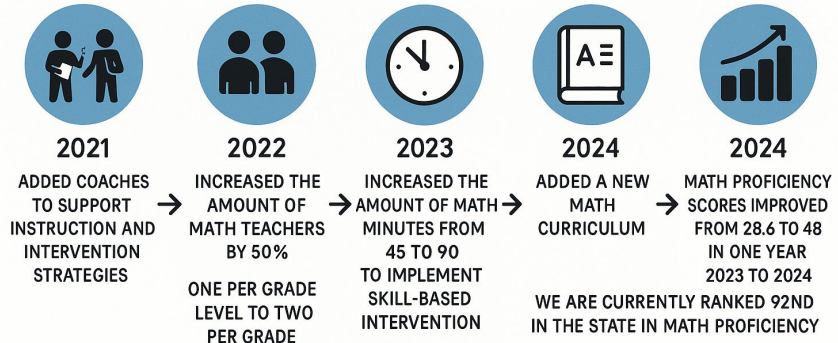 2021
ADDED COACHES
TO SUPPORT
INSTRUCTION AND
INTERVENTION
STRATEGIES
2022
INCREASED THE
AMOUNT OF
MATH TEACHERS
BY 50%
ONE PER GRADE
LEVEL TO TWO
PER GRADE
2023
INCREASED THE
AMOUNT OF MATH
MINUTES FROM
45 TO 90
TO IMPLEMENT
SKILL-BASED
INTERVENTION
AE
2024
ADDED A NEW
MATH
CURRICULUM
2024
MATH PROFICIENCY
SCORES IMPROVED
FROM 28.6 TO 48
IN ONE YEAR
2023 TO 2024
WE ARE CURRENTLY RANKED 92ND
IN THE STATE IN MATH PROFICIENCY